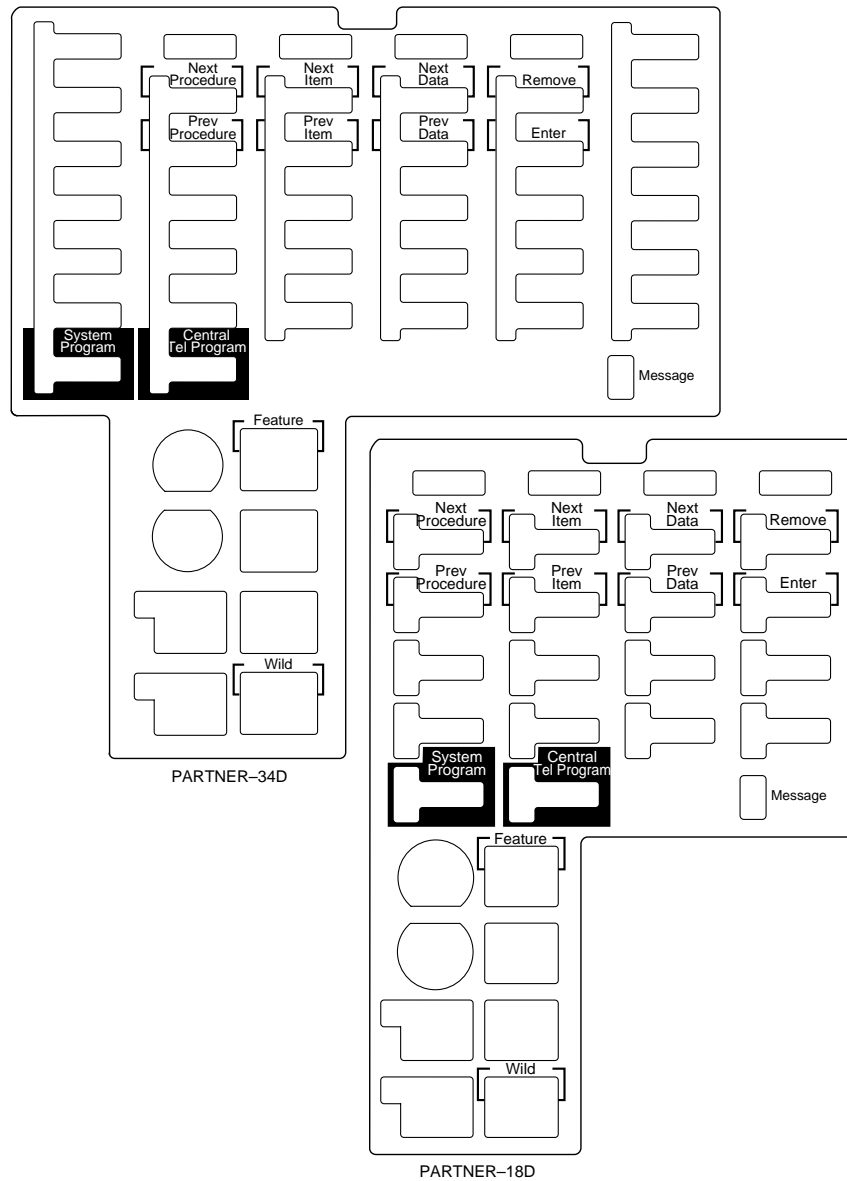 Next
Procedure
Next
Item
Next
Data
Remove
Prev
Procedure
Prev
Item
Prev
Data
Enter
System
Program
Central
Tel Program
Message
Feature
Wild
PARTNER–34D
Next
Procedure
Next
Item
Next
Data
Remove
Prev
Procedure
Prev
Item
Prev
Data
Enter
System
Program
Central
Tel Program
Message
Feature
Wild
PARTNER–18D